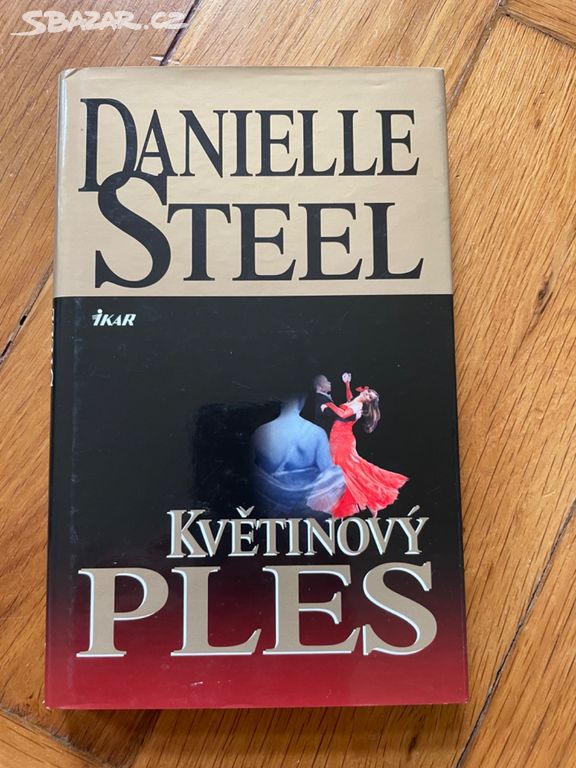 SBAZAR.CZ
DANIELLE
STEEL
IKAR
KVĚTINOVÝ
PLES